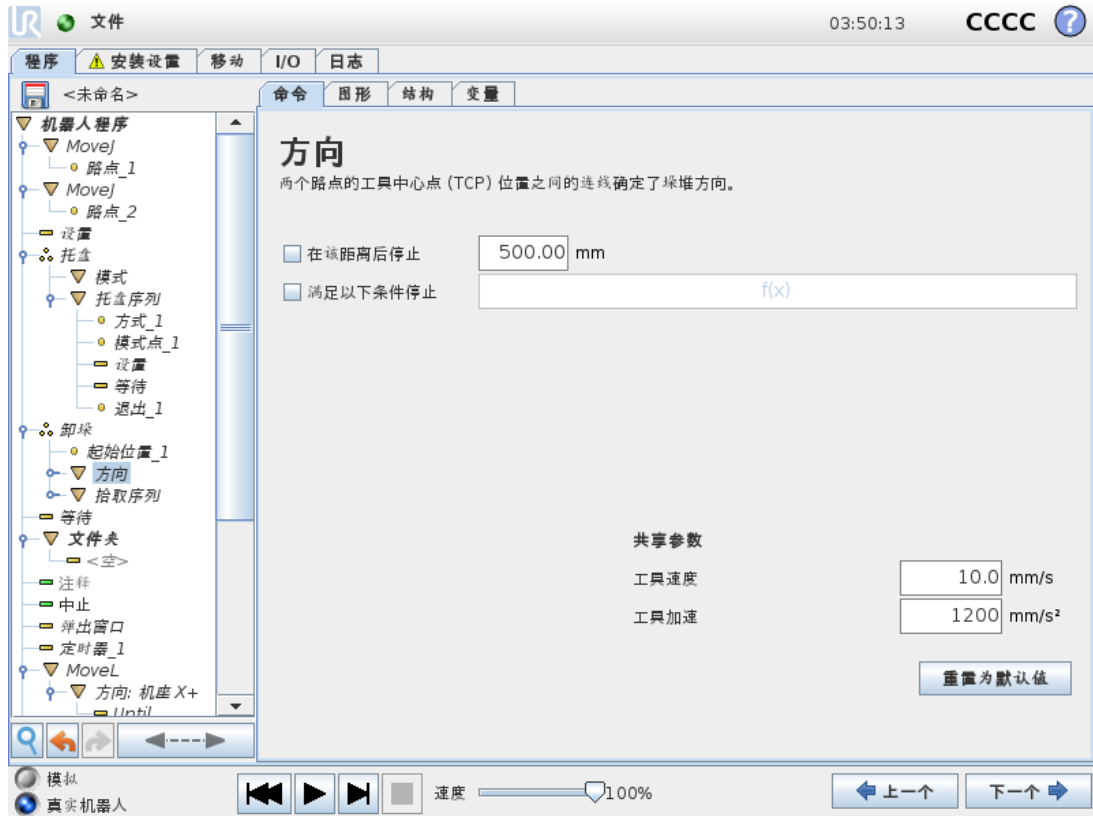 UR 文件 03:50:13 CCCC ?
程序 安装设置 移动 I/O 日志
<未命名> 命令 图形 结构 变量
机器人程序
MoveJ
路点_1
MoveJ
路点_2
设置
托盘
模式
托盘序列
方式_1
模式点_1
设置
等待
退出_1
卸垛
起始位置_1
方向
拾取序列
等待
文件夹
<空>
注释
中止
弹出窗口
定时器_1
MoveL
方向: 机座 X+
Until
方向
两个路点的工具中心点 (TCP) 位置之间的连线确定了垛堆方向。
在该距离后停止 500.00 mm
满足以下条件停止 f(x)
共享参数
工具速度 10.0 mm/s
工具加速 1200 mm/s²
重置为默认值
模拟
真实机器人
速度 100%
上一个 下一个